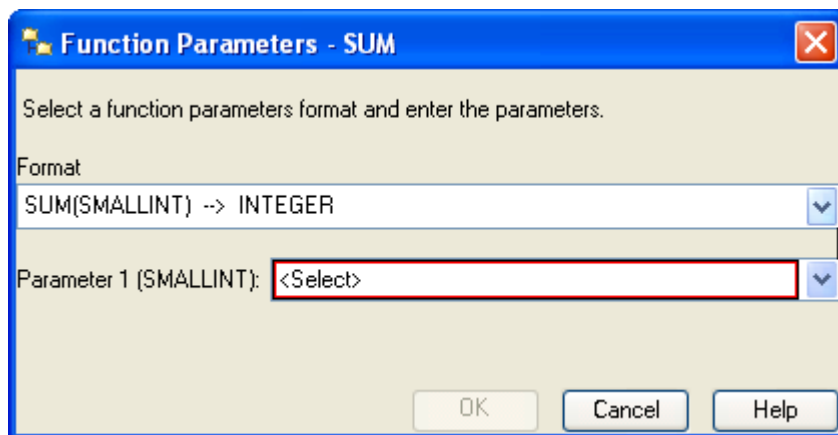 Function Parameters - SUM
Select a function parameters format and enter the parameters.
Format
SUM(SMALLINT) --> INTEGER
Parameter 1 (SMALLINT): <Select>
OK Cancel Help